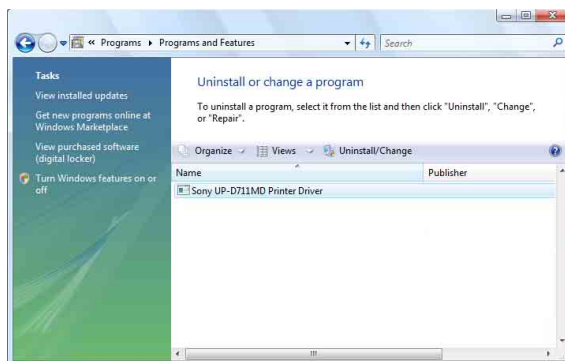 « Programs ▸ Programs and Features
Search
Tasks
View installed updates
Get new programs online at
Windows Marketplace
View purchased software
(digital locker)
Turn Windows features on or
off
Uninstall or change a program
To uninstall a program, select it from the list and then click "Uninstall", "Change",
or "Repair".
Organize
Views
Uninstall/Change
Name
Publisher
Sony UP-D711MD Printer Driver